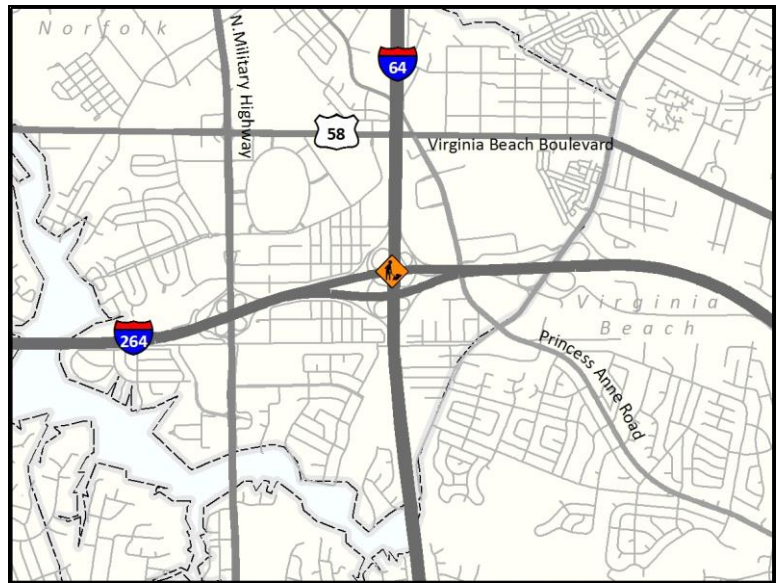 Norfolk
N.Military Highway
64
58
Virginia Beach Boulevard
264
Virginia
Beach
Princess Anne Road